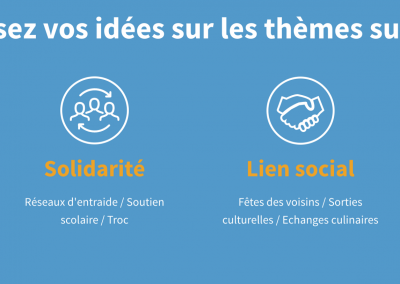 sez vos idées sur les thèmes su
Solidarité
Lien social
Réseaux d'entraide / Soutien
scolaire / Troc
Fêtes des voisins / Sorties
culturelles / Echanges culinaires